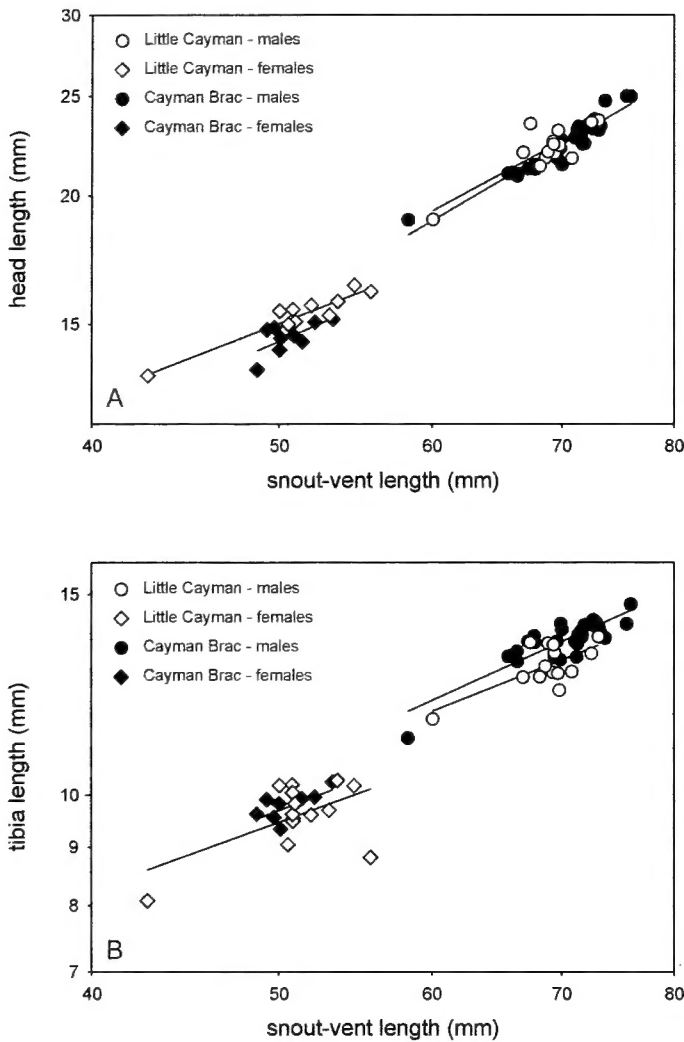 30
25
20
15
head length (mm)
Little Cayman - males
Little Cayman - females
Cayman Brac - males
Cayman Brac - females
A
40 50 60 70 80
snout-vent length (mm)
15
10
9
8
7
tibia length (mm)
Little Cayman - males
Little Cayman - females
Cayman Brac - males
Cayman Brac - females
B
40 50 60 70 80
snout-vent length (mm)